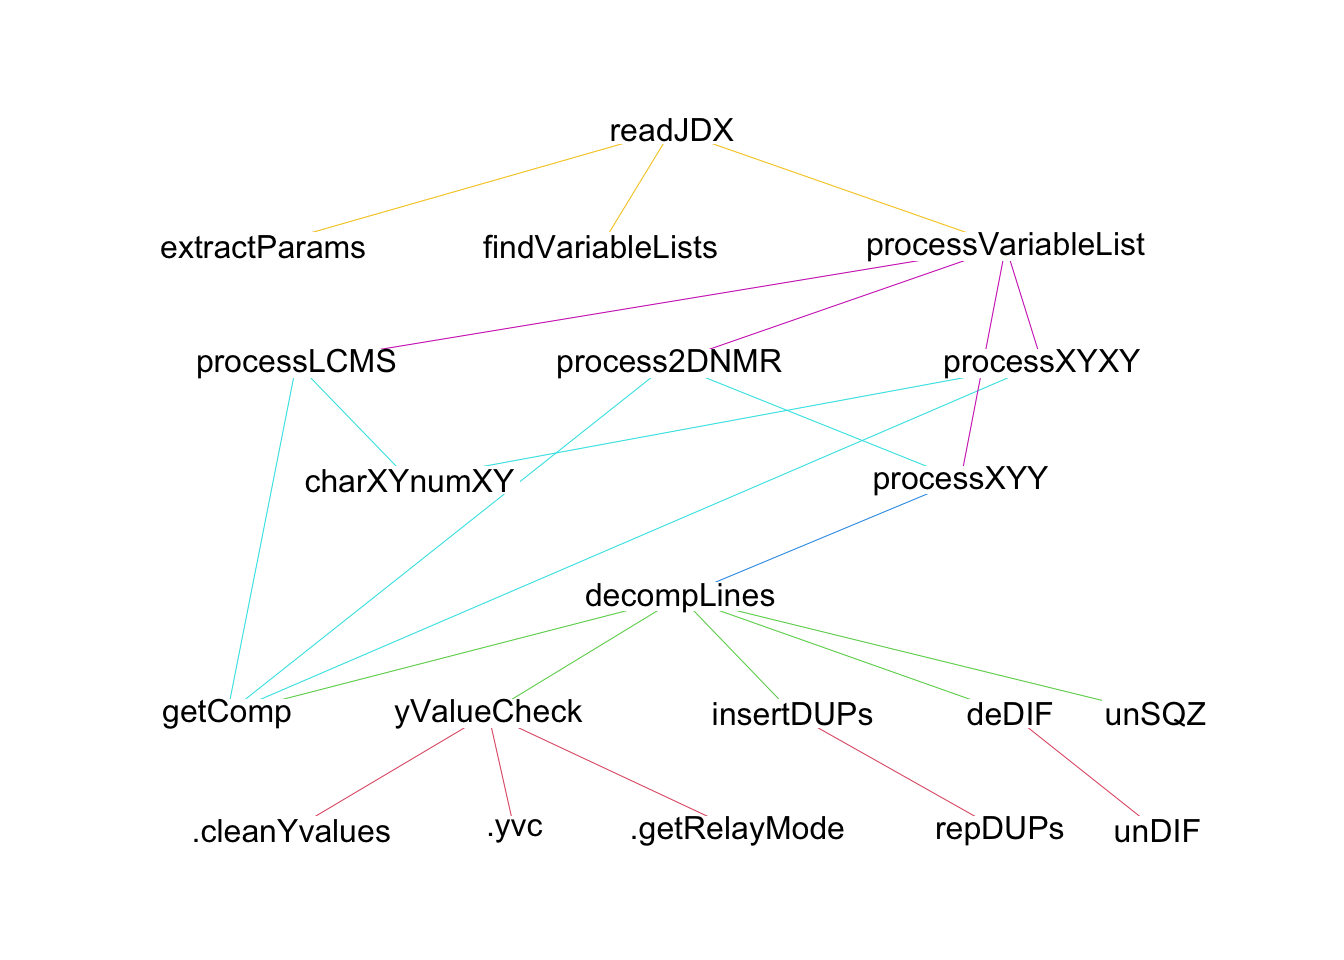 readJDX
extractParams
findVariableLists
processVariableList
processLCMS
process2DNMR
processXYXY
charXYnumXY
processXYY
decompLines
getComp
yValueCheck
insertDUPs
deDIF
unSQZ
.cleanYvalues
.yvc
.getRelayMode
repDUPs
unDIF